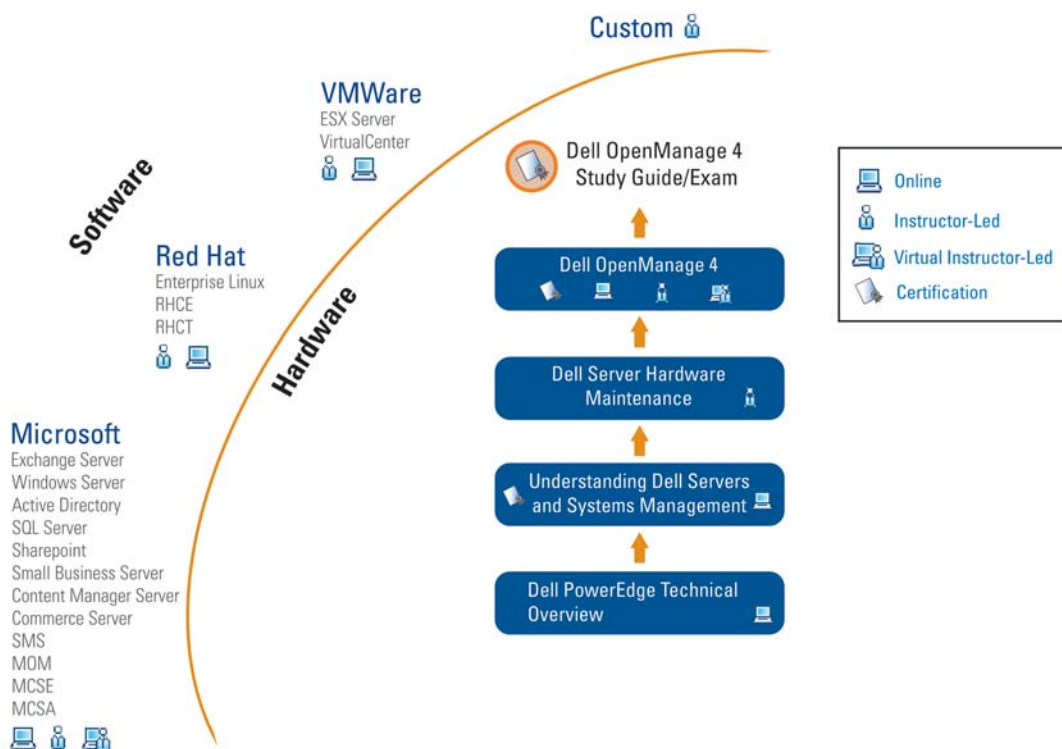 Custom
VMWare
ESX Server
VirtualCenter
Software
Red Hat
Enterprise Linux
RHCE
RHCT
Hardware
Microsoft
Exchange Server
Windows Server
Active Directory
SQL Server
Sharepoint
Small Business Server
Content Manager Server
Commerce Server
SMS
MOM
MCSE
MCSA
Dell OpenManage 4
Study Guide/Exam
Dell OpenManage 4
Dell Server Hardware
Maintenance
Understanding Dell Servers
and Systems Management
Dell PowerEdge Technical
Overview
Online
Instructor-Led
Virtual Instructor-Led
Certification